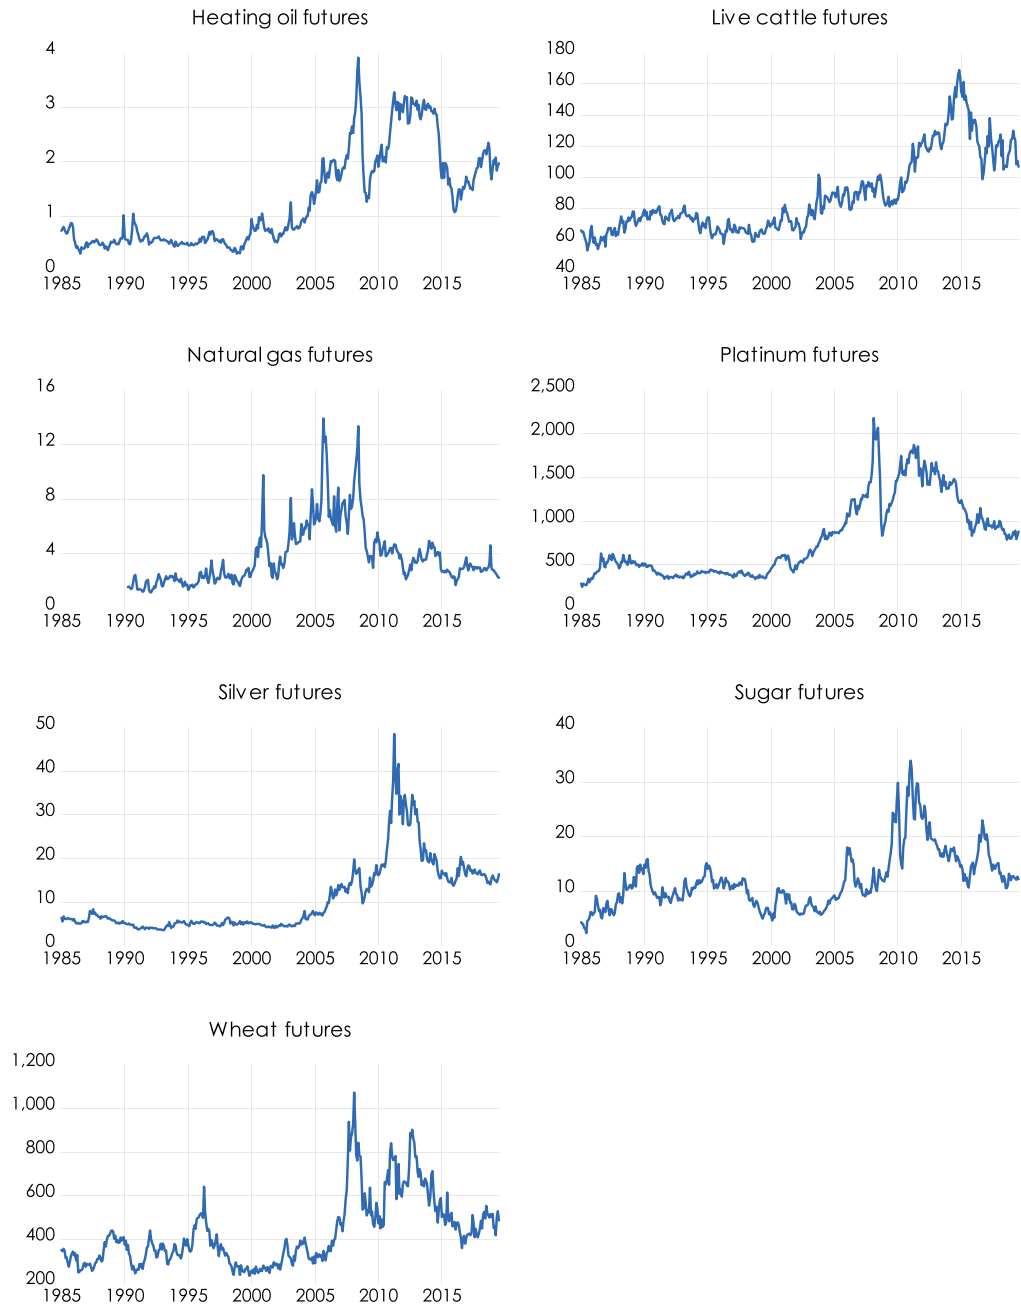 Heating oil futures
4
3
2
1
0
1985 1990 1995 2000 2005 2010 2015
Live cattle futures
180
160
140
120
100
80
60
40
1985 1990 1995 2000 2005 2010 2015
Natural gas futures
16
12
8
4
0
1985 1990 1995 2000 2005 2010 2015
Platinum futures
2,500
2,000
1,500
1,000
500
0
1985 1990 1995 2000 2005 2010 2015
Silver futures
50
40
30
20
10
0
1985 1990 1995 2000 2005 2010 2015
Sugar futures
40
30
20
10
0
1985 1990 1995 2000 2005 2010 2015
Wheat futures
1,200
1,000
800
600
400
200
1985 1990 1995 2000 2005 2010 2015